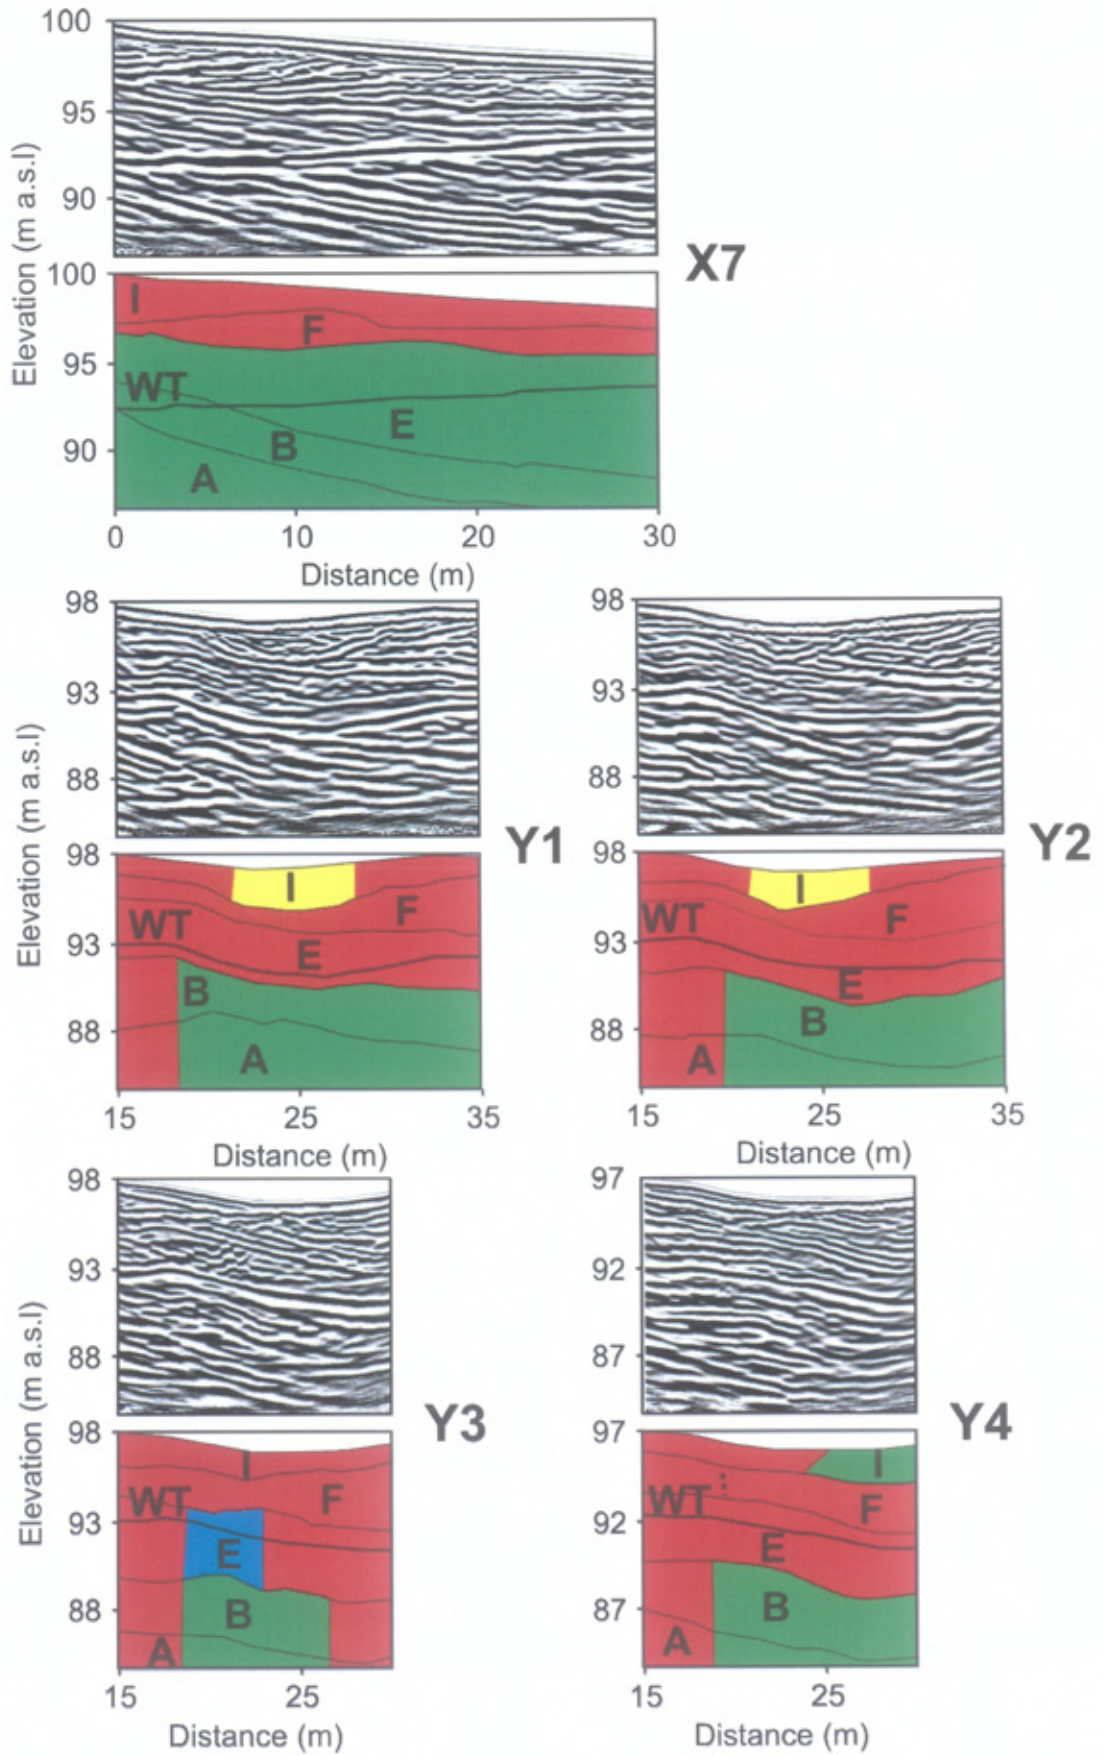 100
95
90
Elevation (m a.s.l)
X7
100
95
90
I
F
WT
E
B
A
0 10 20 30
Distance (m)
98
93
88
Elevation (m a.s.l)
Y1
98
93
88
I
F
WT
E
B
A
15 25 35
Distance (m)
98
93
88
Y2
98
93
88
I
F
WT
E
B
A
15 25 35
Distance (m)
98
93
88
Elevation (m a.s.l)
Y3
98
93
88
I
F
WT
E
B
A
15 25
Distance (m)
97
92
87
Y4
97
92
87
I
F
WT
E
B
A
15 25
Distance (m)